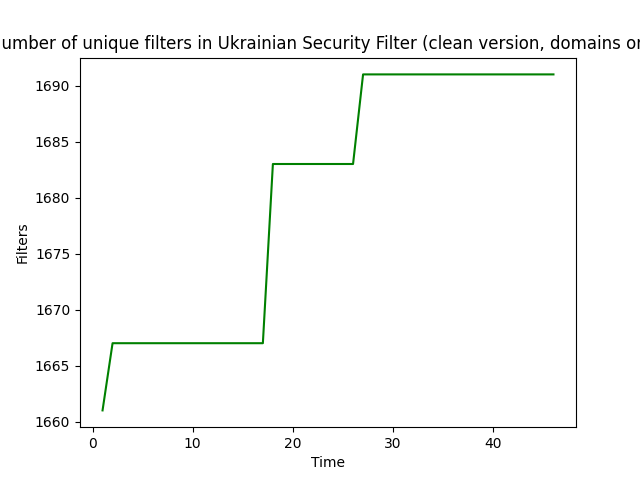 umber of unique filters in Ukrainian Security Filter (clean version, domains or
1690
1685
1680
1675
1670
1665
1660
Filters
0 10 20 30 40
Time